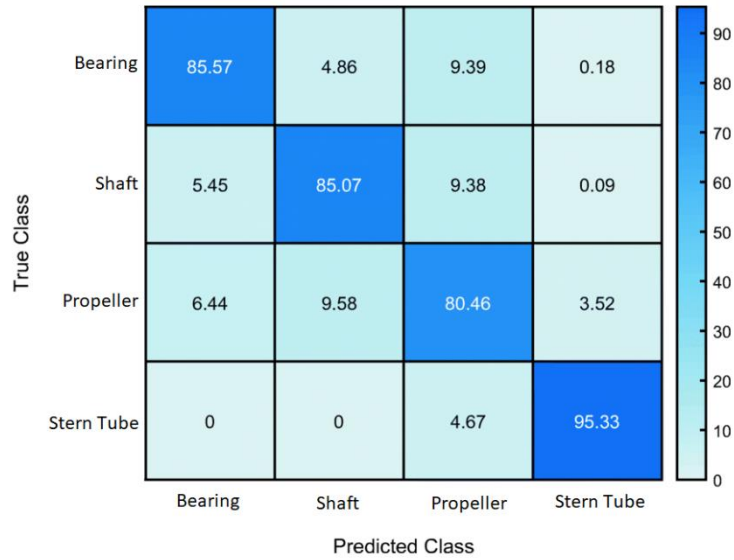 Bearing 85.57 4.86 9.39 0.18
Shaft 5.45 85.07 9.38 0.09
Propeller 6.44 9.58 80.46 3.52
Stern Tube 0 0 4.67 95.33
Bearing Shaft Propeller Stern Tube
Predicted Class
True Class
90
80
70
60
50
40
30
20
10
0